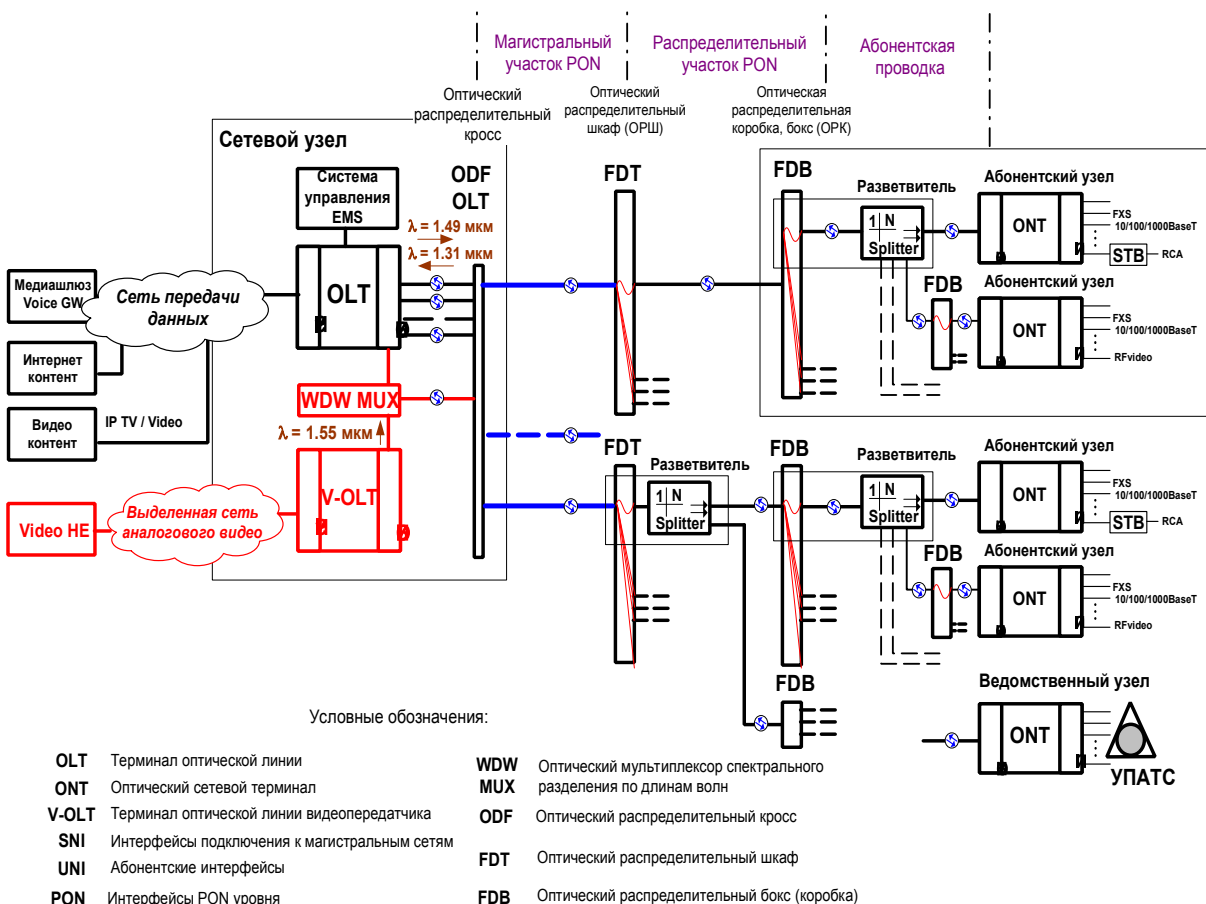 Магистральный
участок PON
Распределительный
участок PON
Абонентская
проводка
Оптический
распределительный
кросс
Оптический
распределительный
шкаф (ОРШ)
Оптическая
распределительная
коробка, бокс (ОРК)
Сетевой узел
Система
управления
EMS
ODF
OLT
FDT
FDB
λ = 1.49 мкм
λ = 1.31 мкм
OLT
Медиашлюз
Voice GW
Сеть передачи
данных
Интернет
контент
Видео
контент
IP TV / Video
WDW MUX
λ = 1.55 мкм
V-OLT
Video HE
Выделенная сеть
аналогового видео
Разветвитель
1 N
Splitter
Абонентский узел
ONT
FXS
10/100/1000BaseT
STB
RCA
FDB
Абонентский узел
ONT
FXS
10/100/1000BaseT
RFvideo
FDT
Разветвитель
1 N
Splitter
FDB
Разветвитель
1 N
Splitter
Абонентский узел
ONT
FXS
10/100/1000BaseT
STB
RCA
FDB
Абонентский узел
ONT
FXS
10/100/1000BaseT
RFvideo
FDB
Ведомственный узел
ONT
УПАТС
Условные обозначения:
OLT Терминал оптической линии
ONT Оптический сетевой терминал
V-OLT Терминал оптической линии видеопередатчика
SNI Интерфейсы подключения к магистральным сетям
UNI Абонентские интерфейсы
PON Интерфейсы PON уровня
WDW Оптический мультиплексор спектрального
MUX разделения по длинам волн
ODF Оптический распределительный кросс
FDT Оптический распределительный шкаф
FDB Оптический распределительный бокс (коробка)